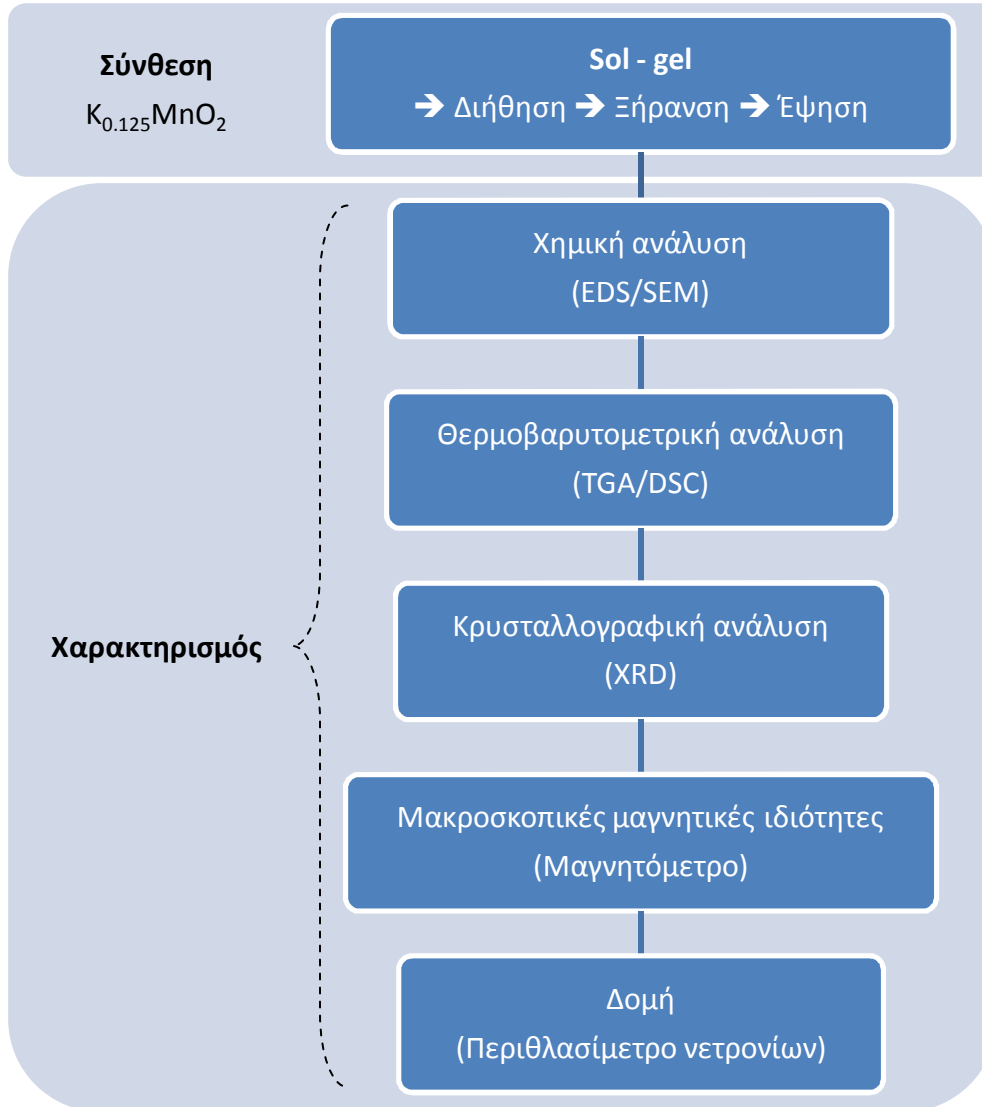 Σύνθεση
K₀.₁₂₅MnO₂
Sol - gel
➔ Διήθηση ➔ Ξήρανση ➔ Έψηση
Χημική ανάλυση
(EDS/SEM)
Θερμοβαρυτομετρική ανάλυση
(TGA/DSC)
Χαρακτηρισμός
Κρυσταλλογραφική ανάλυση
(XRD)
Μακροσκοπικές μαγνητικές ιδιότητες
(Μαγνητόμετρο)
Δομή
(Περιθλασίμετρο νετρονίων)